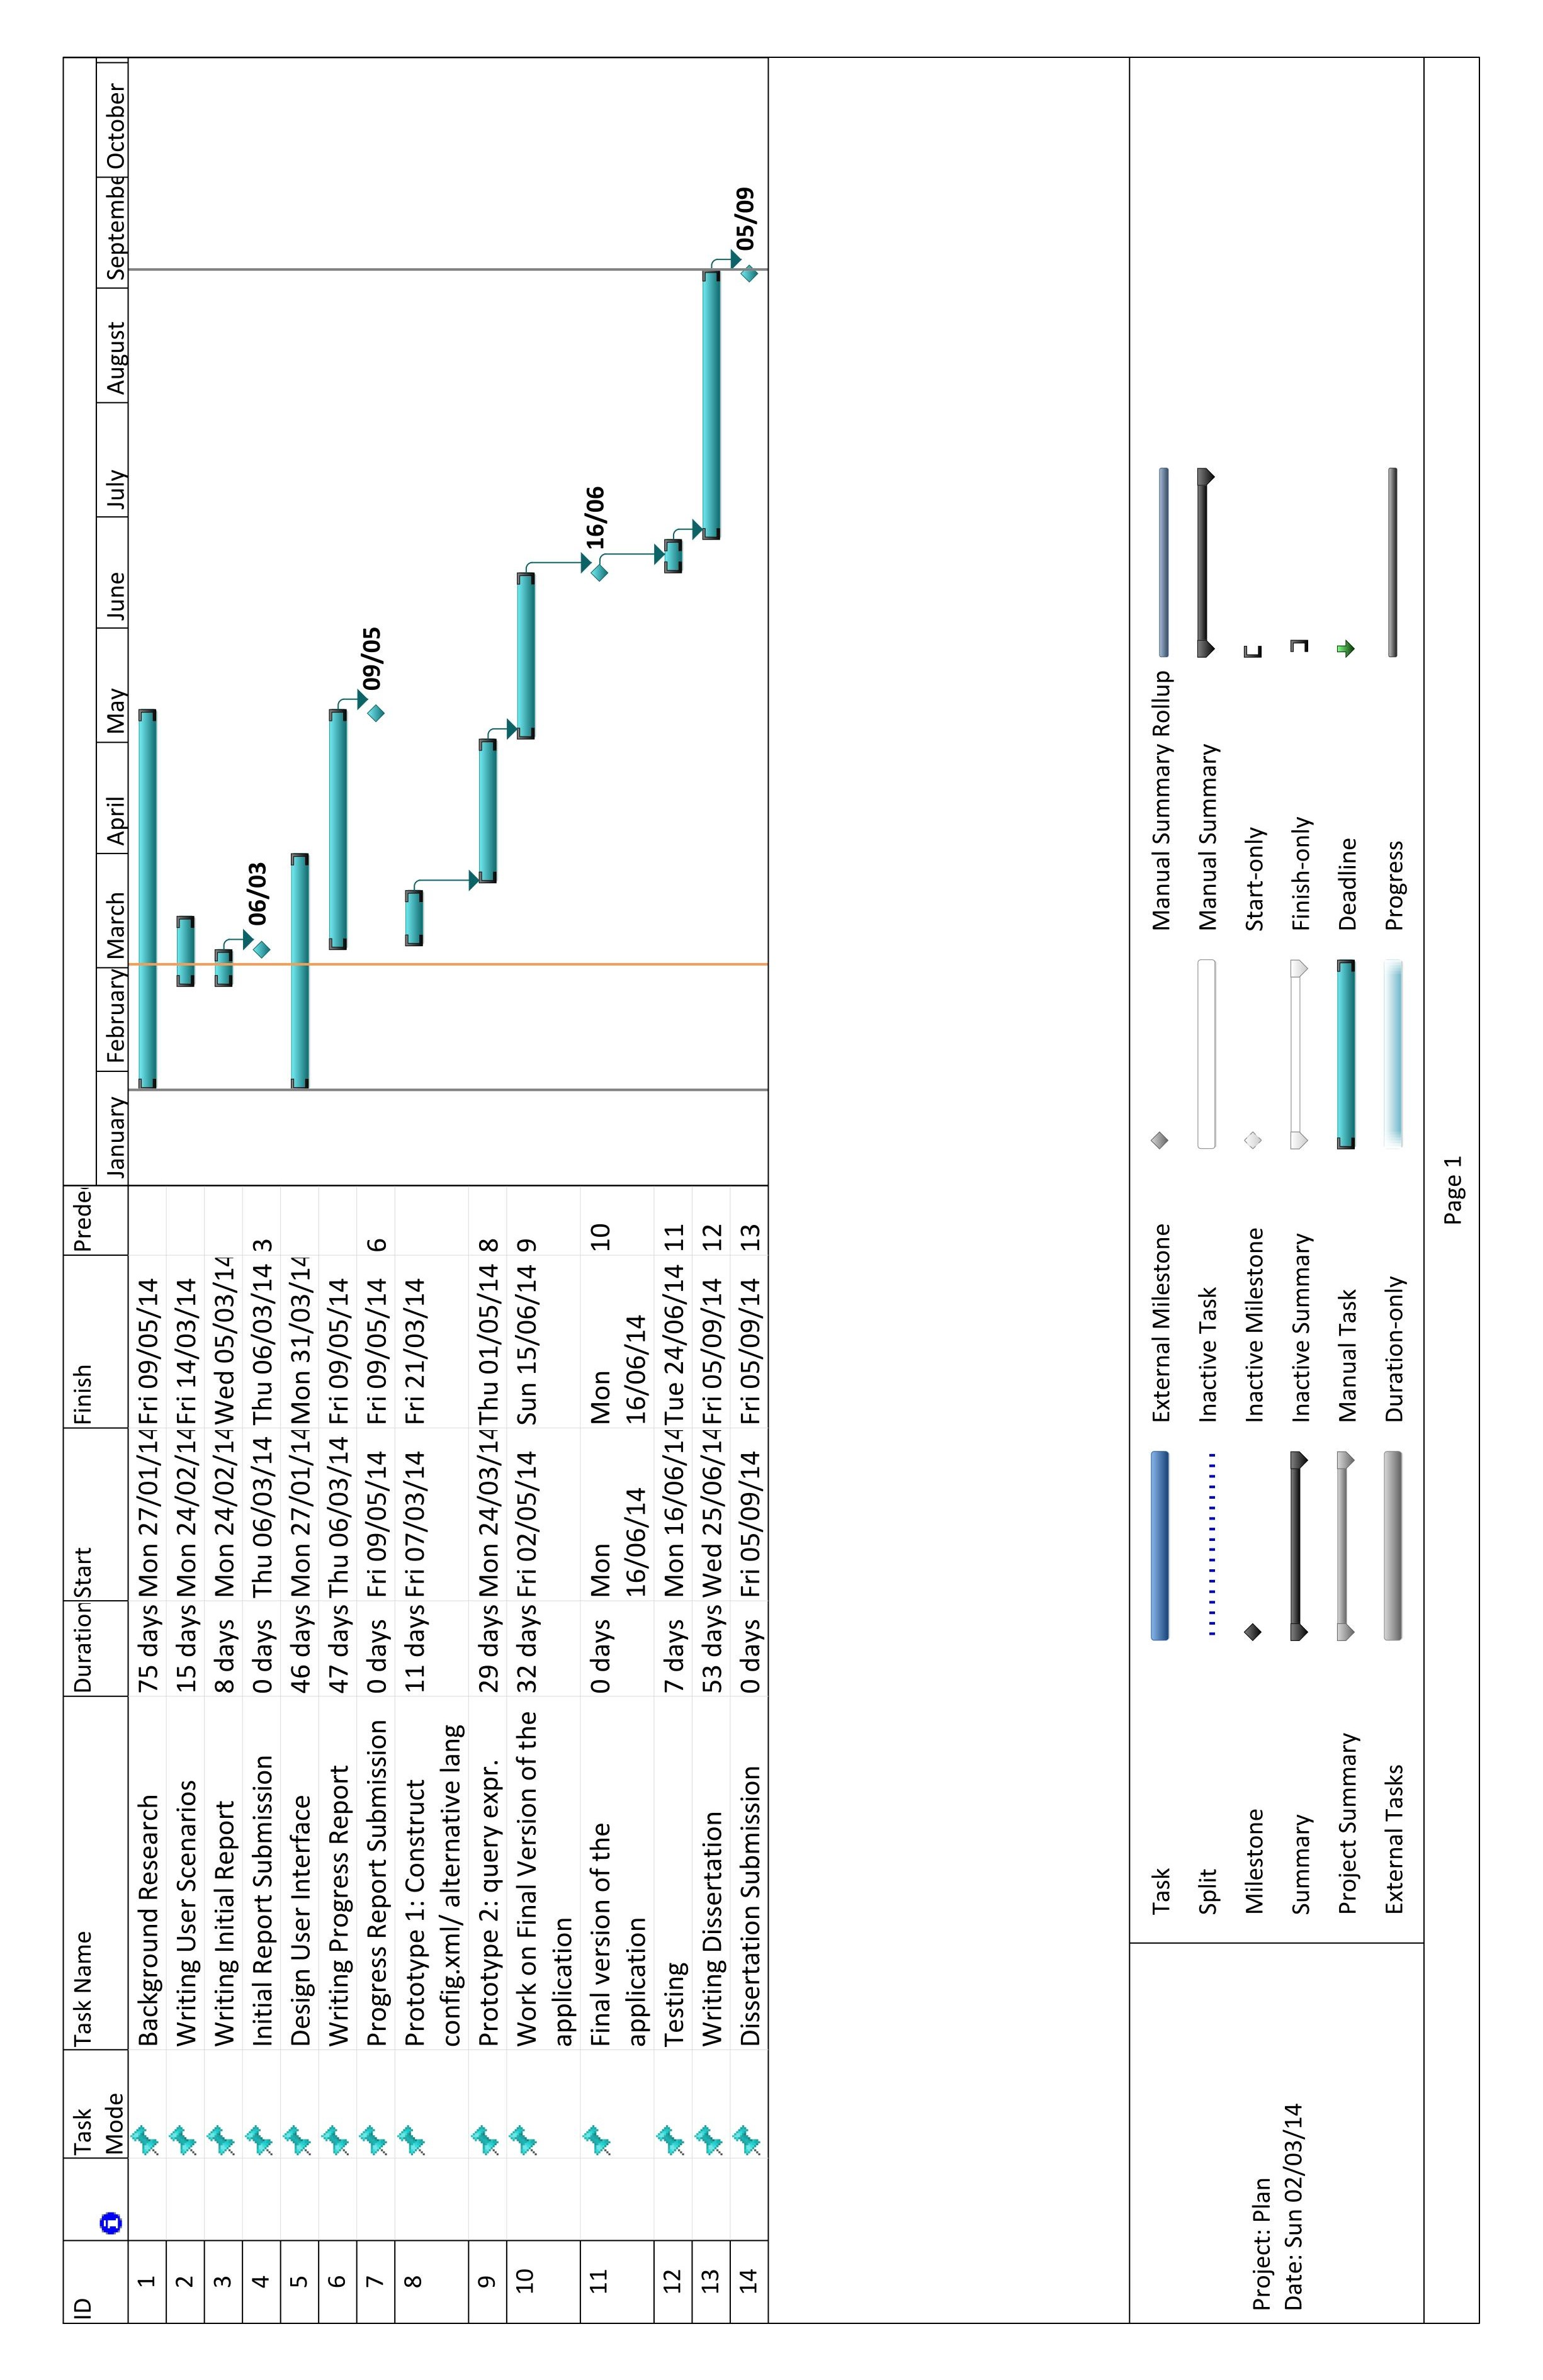 ID Task Mode Task Name Duration Start Finish Prede
January February March April May June July August Septembe October
1 Background Research 75 days Mon 27/01/14 Fri 09/05/14
2 Writing User Scenarios 15 days Mon 24/02/14 Fri 14/03/14
3 Writing Initial Report 8 days Mon 24/02/14 Wed 05/03/14
4 Initial Report Submission 0 days Thu 06/03/14 Thu 06/03/14 3 06/03
5 Design User Interface 46 days Mon 27/01/14 Mon 31/03/14
6 Writing Progress Report 47 days Thu 06/03/14 Fri 09/05/14
7 Progress Report Submission 0 days Fri 09/05/14 Fri 09/05/14 6 09/05
8 Prototype 1: Construct 11 days Fri 07/03/14 Fri 21/03/14
config.xml/ alternative lang
9 Prototype 2: query expr. 29 days Mon 24/03/14 Thu 01/05/14 8
10 Work on Final Version of the 32 days Fri 02/05/14 Sun 15/06/14 9
application
11 Final version of the 0 days Mon Mon 10 16/06
application 16/06/14 16/06/14
12 Testing 7 days Mon 16/06/14 Tue 24/06/14 11
13 Writing Dissertation 53 days Wed 25/06/14 Fri 05/09/14 12
14 Dissertation Submission 0 days Fri 05/09/14 Fri 05/09/14 13 05/09
Project: Plan
Date: Sun 02/03/14
Task External Milestone Manual Summary Rollup
Split Inactive Task Manual Summary
Milestone Inactive Milestone Start-only
Summary Inactive Summary Finish-only
Project Summary Manual Task Deadline
External Tasks Duration-only Progress
Page 1